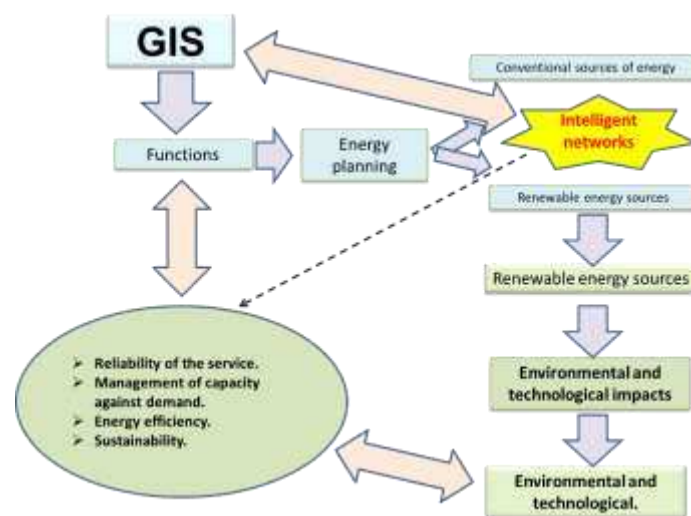 GIS
Conventional sources of energy
Intelligent
networks
Functions
Energy
planning
Renewable energy sources
Renewable energy sources
➢ Reliability of the service.
➢ Management of capacity
against demand.
➢ Energy efficiency.
➢ Sustainability.
Environmental and
technological impacts
Environmental and
technological.